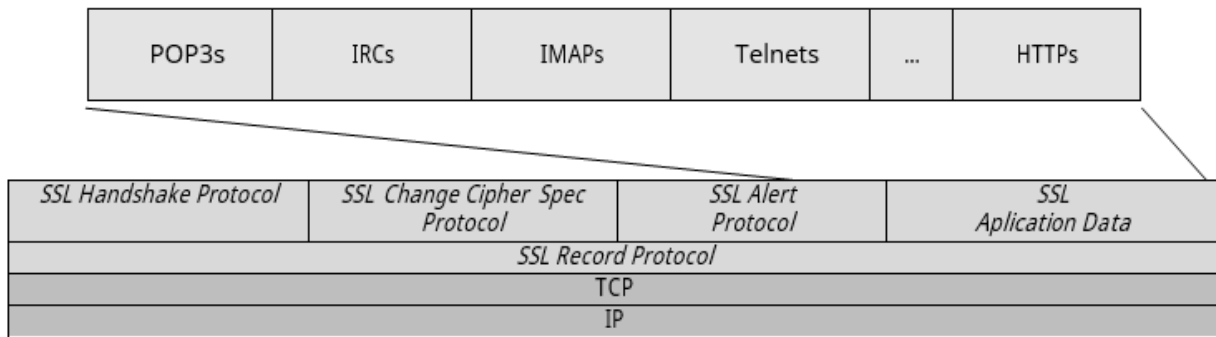 POP3s IRCs IMAPs Telnets ... HTTPs
SSL Handshake Protocol SSL Change Cipher Spec SSL Alert SSL
Protocol Protocol Aplication Data
SSL Record Protocol
TCP
IP